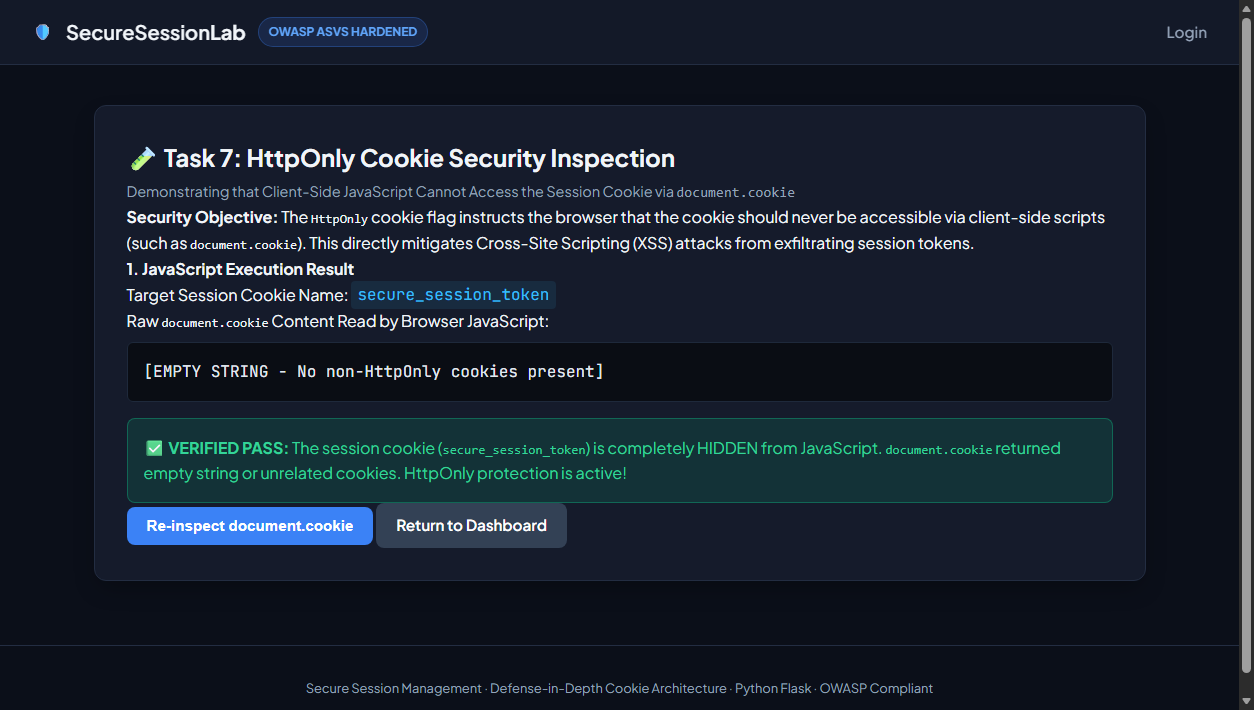 SecureSessionLab OWASP ASVS HARDENED Login
Task 7: HttpOnly Cookie Security Inspection
Demonstrating that Client-Side JavaScript Cannot Access the Session Cookie via document.cookie
Security Objective: The HttpOnly cookie flag instructs the browser that the cookie should never be accessible via client-side scripts
(such as document.cookie). This directly mitigates Cross-Site Scripting (XSS) attacks from exfiltrating session tokens.
1. JavaScript Execution Result
Target Session Cookie Name: secure_session_token
Raw document.cookie Content Read by Browser JavaScript:
[EMPTY STRING - No non-HttpOnly cookies present]
✅ VERIFIED PASS: The session cookie (secure_session_token) is completely HIDDEN from JavaScript. document.cookie returned
empty string or unrelated cookies. HttpOnly protection is active!
Re-inspect document.cookie Return to Dashboard
Secure Session Management · Defense-in-Depth Cookie Architecture · Python Flask · OWASP Compliant